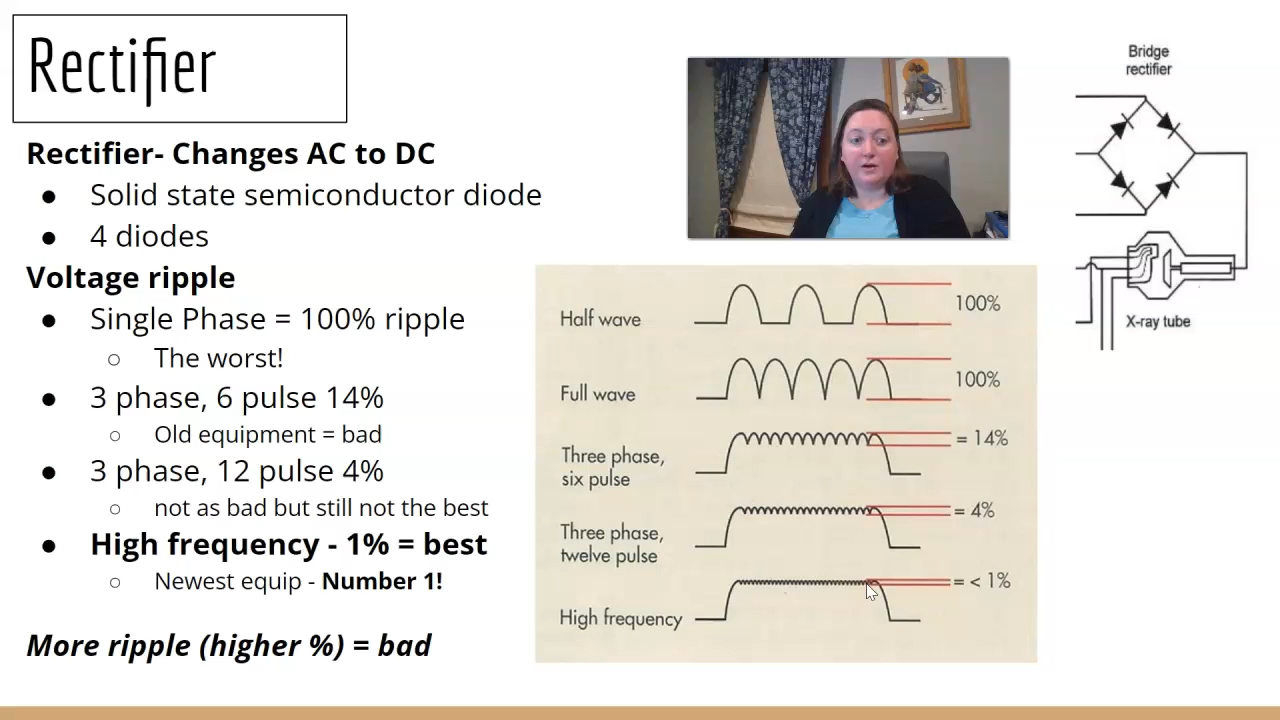 Rectifier
Rectifier- Changes AC to DC
● Solid state semiconductor diode
● 4 diodes
Voltage ripple
● Single Phase = 100% ripple
○ The worst!
● 3 phase, 6 pulse 14%
○ Old equipment = bad
● 3 phase, 12 pulse 4%
○ not as bad but still not the best
● High frequency - 1% = best
○ Newest equip - Number 1!
More ripple (higher %) = bad
Half wave
100%
Full wave
100%
Three phase,
six pulse
= 14%
Three phase,
twelve pulse
= 4%
High frequency
= < 1%
Bridge
rectifier
X-ray tube